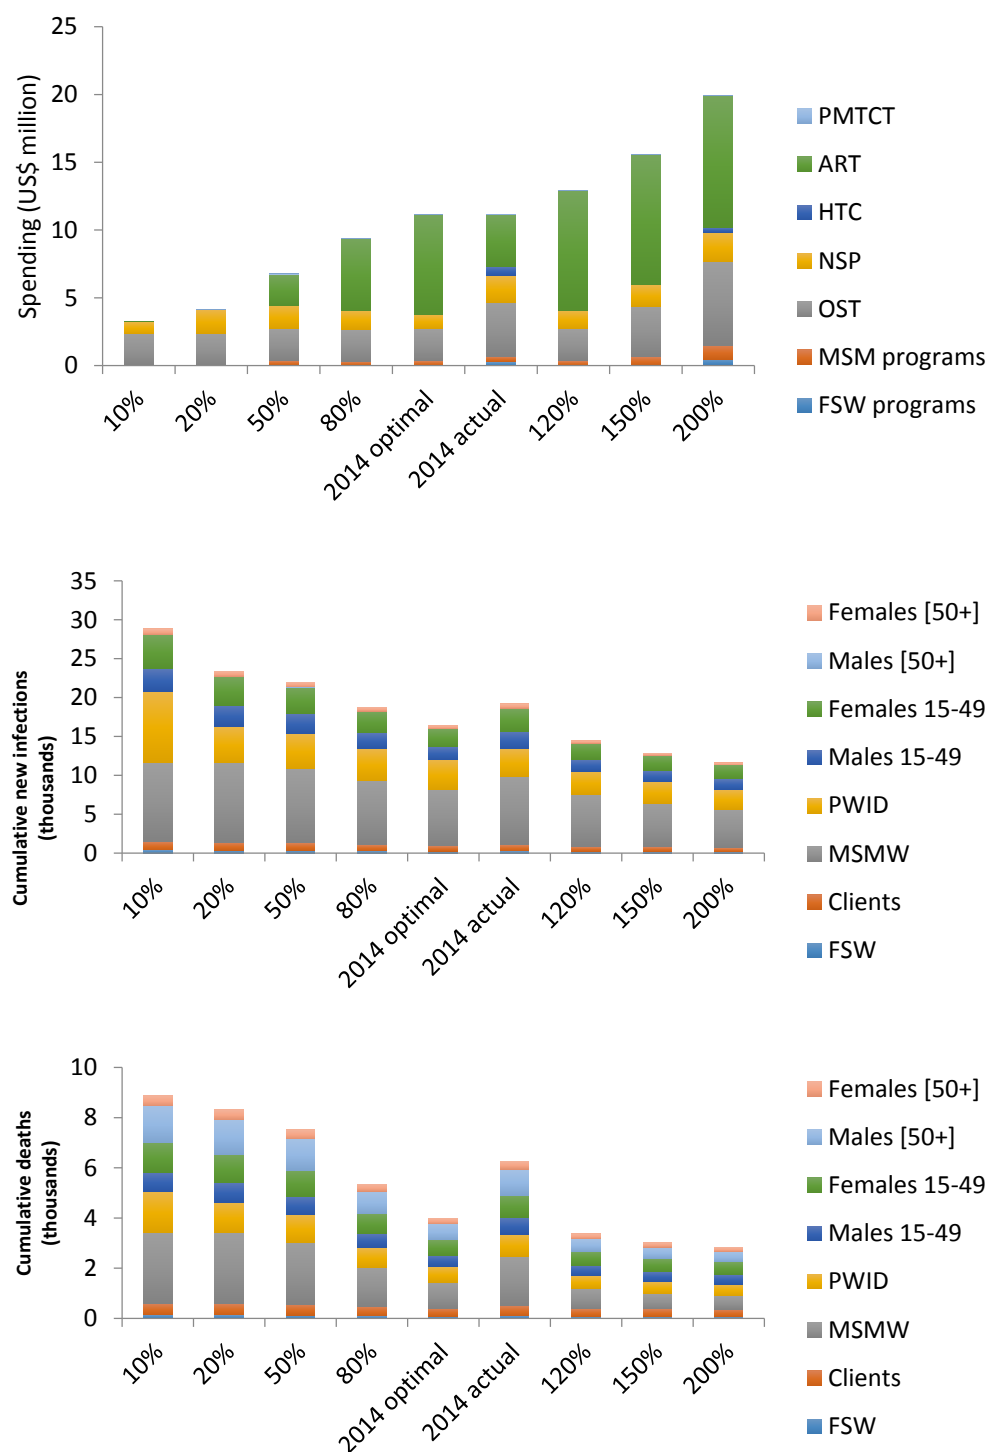 Spending (US$ million)
25
20
15
10
5
0
10%
20%
50%
80%
2014 optimal
2014 actual
120%
150%
200%
PMTCT
ART
HTC
NSP
OST
MSM programs
FSW programs
Cumulative new infections
(thousands)
35
30
25
20
15
10
5
0
10%
20%
50%
80%
2014 optimal
2014 actual
120%
150%
200%
Females [50+]
Males [50+]
Females 15-49
Males 15-49
PWID
MSMW
Clients
FSW
Cumulative deaths
(thousands)
10
8
6
4
2
0
10%
20%
50%
80%
2014 optimal
2014 actual
120%
150%
200%
Females [50+]
Males [50+]
Females 15-49
Males 15-49
PWID
MSMW
Clients
FSW